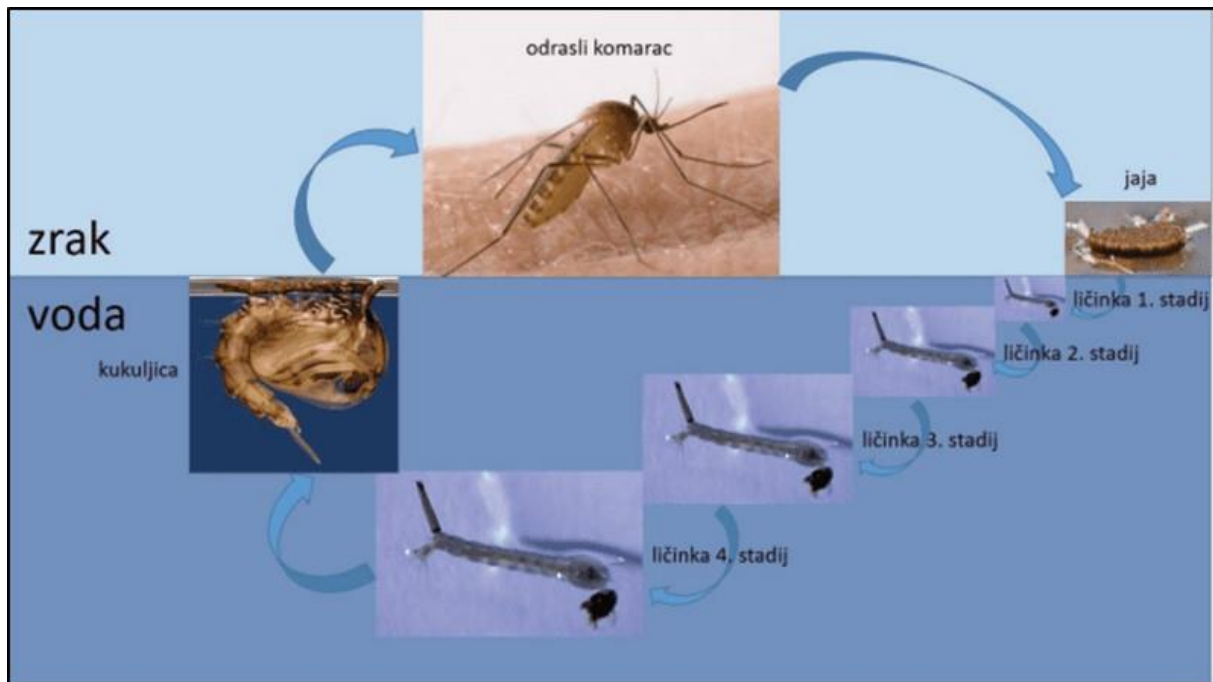 odrasli komarac
jaja
zrak
voda
ličinka 1. stadij
ličinka 2. stadij
kukuljica
ličinka 3. stadij
ličinka 4. stadij